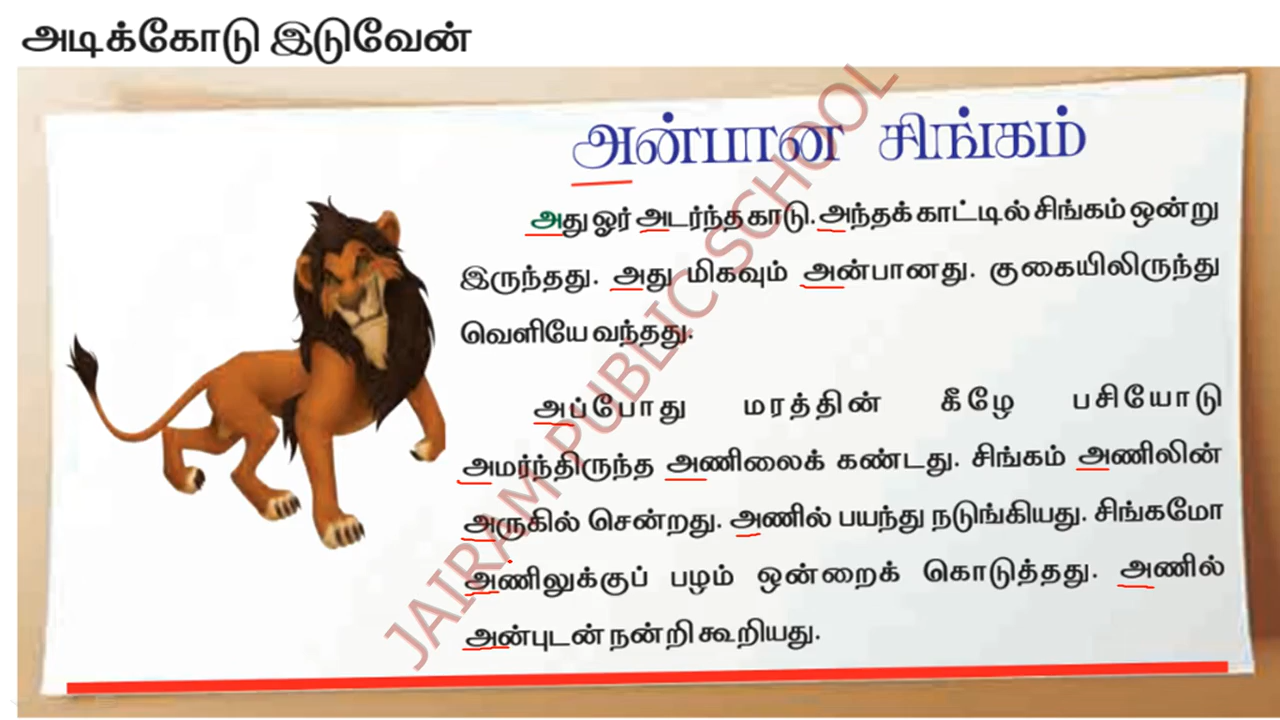 அடிக்கோடு இடுவேன்
அன்பான சிங்கம்
அது ஓர் அடர்ந்த காடு. அந்தக் காட்டில் சிங்கம் ஒன்று
இருந்தது. அது மிகவும் அன்பானது. குகையிலிருந்து
வெளியே வந்தது.
அப்போது மரத்தின் கீழே பசியோடு
அமர்ந்திருந்த அணிலைக் கண்டது. சிங்கம் அணிலின்
அருகில் சென்றது. அணில் பயந்து நடுங்கியது. சிங்கமோ
அணிலுக்குப் பழம் ஒன்றைக் கொடுத்தது. அணில்
அன்புடன் நன்றி கூறியது.
JAIRAM PUBLIC SCHOOL